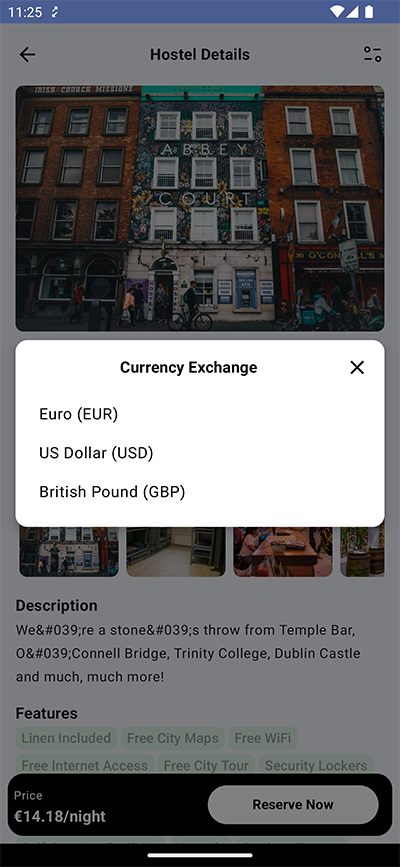 11:25
Hostel Details
IRISH CHURCH MISSIONS
ABBEY
COURT
30 O'CONNELL'S 30
Currency Exchange
Euro (EUR)
US Dollar (USD)
British Pound (GBP)
Description
We&#039;re a stone&#039;s throw from Temple Bar,
O&#039;Connell Bridge, Trinity College, Dublin Castle
and much, much more!
Features
Linen Included Free City Maps Free WiFi
Free Internet Access Free City Tour Security Lockers
Price
€14.18/night
Reserve Now